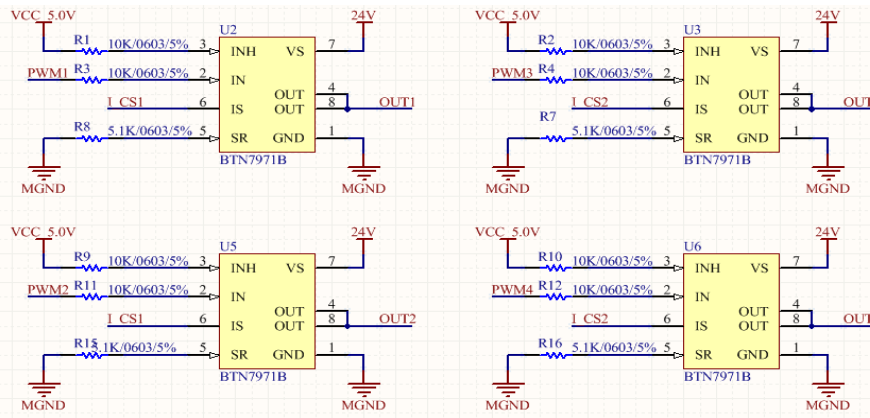 VCC_5.0V 24V VCC_5.0V 24V
U2 U3
R1 10K/0603/5% 3 INH VS 7 R2 10K/0603/5% 3 INH VS 7
PWM1 R3 10K/0603/5% 2 IN PWM3 R4 10K/0603/5% 2 IN
OUT 4 OUT 4
I_CS1 6 IS OUT 8 OUT1 I_CS2 6 IS OUT 8 OUT
R8 5.1K/0603/5% 5 SR GND 1 R7 5.1K/0603/5% 5 SR GND 1
BTN7971B BTN7971B
MGND MGND MGND MGND
VCC_5.0V 24V VCC_5.0V 24V
U5 U6
R9 10K/0603/5% 3 INH VS 7 R10 10K/0603/5% 3 INH VS 7
PWM2 R11 10K/0603/5% 2 IN PWM4 R12 10K/0603/5% 2 IN
OUT 4 OUT 4
I_CS1 6 IS OUT 8 OUT2 I_CS2 6 IS OUT 8 OUT
R15 5.1K/0603/5% 5 SR GND 1 R16 5.1K/0603/5% 5 SR GND 1
BTN7971B BTN7971B
MGND MGND MGND MGND